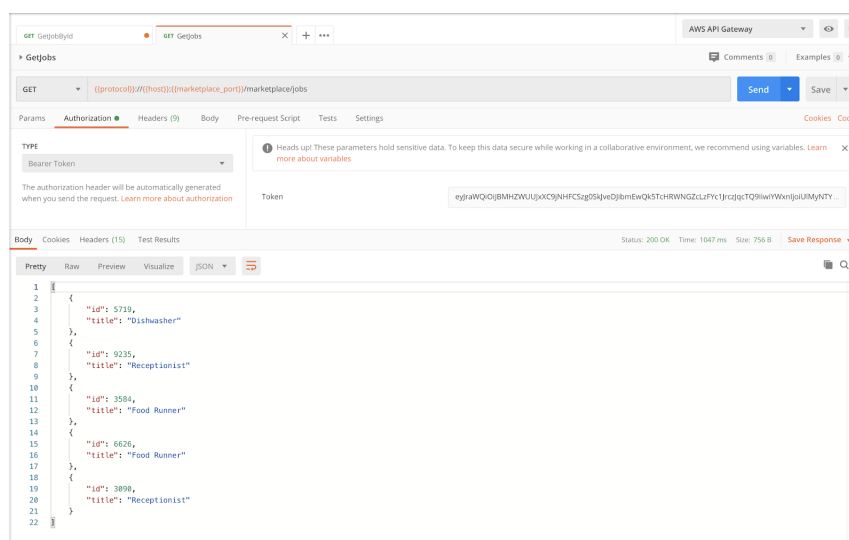 GET GetJobById
GET GetJobs
AWS API Gateway
GetJobs
Comments 0 Examples 0
GET {{protocol}}://{{host}}:{{marketplace_port}}/marketplace/jobs Send Save
Params Authorization Headers (9) Body Pre-request Script Tests Settings Cookies
TYPE
Bearer Token
The authorization header will be automatically generated
when you send the request. Learn more about authorization
Heads up! These parameters hold sensitive data. To keep this data secure while working in a collaborative environment, we recommend using variables. Learn
more about variables
Token
Body Cookies Headers (15) Test Results Status: 200 OK Time: 1047 ms Size: 756 B Save Response
Pretty Raw Preview Visualize JSON
1 [
2 {
3 "id": 5719,
4 "title": "Dishwasher"
5 },
6 {
7 "id": 9235,
8 "title": "Receptionist"
9 },
10 {
11 "id": 3584,
12 "title": "Food Runner"
13 },
14 {
15 "id": 6626,
16 "title": "Food Runner"
17 },
18 {
19 "id": 3090,
20 "title": "Receptionist"
21 }
22 ]